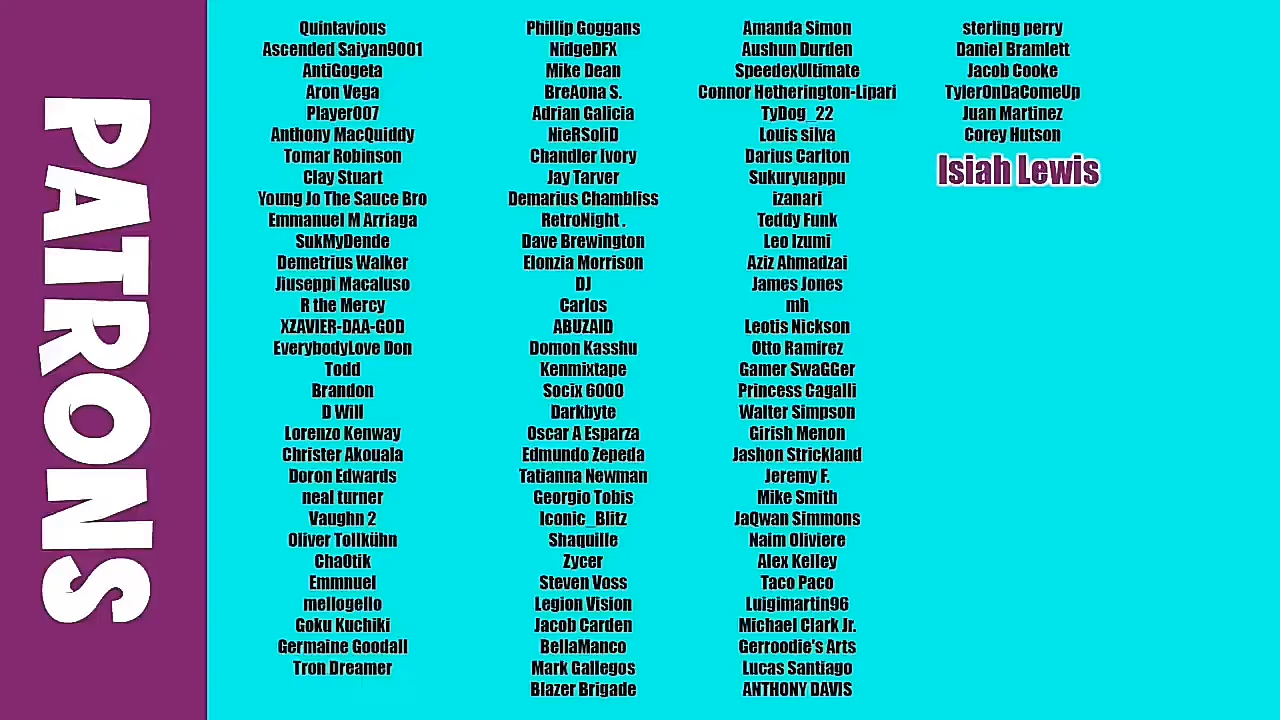 PATRONS
Quintavious
Ascended Saiyan9001
AntiGogeta
Aron Vega
Player007
Anthony MacQuiddy
Tomar Robinson
Clay Stuart
Young Jo The Sauce Bro
Emmanuel M Arriaga
SukMyDende
Demetrius Walker
Jiuseppi Macaluso
R the Mercy
XZAVIER-DAA-GOD
EverybodyLove Don
Todd
Brandon
D Will
Lorenzo Kenway
Christer Akouala
Doron Edwards
neal turner
Vaughn 2
Oliver Tollkühn
Cha0tik
Emmnuel
mellogello
Goku Kuchiki
Germaine Goodall
Tron Dreamer
Phillip Goggans
NidgeDFX
Mike Dean
BreAona S.
Adrian Galicia
NieRSoliD
Chandler Ivory
Jay Tarver
Demarius Chambliss
RetroNight .
Dave Brewington
Elonzia Morrison
DJ
Carlos
ABUZAID
Domon Kasshu
Kenmixtape
Socix 6000
Darkbyte
Oscar A Esparza
Edmundo Zepeda
Tatianna Newman
Georgio Tobis
Iconic_Blitz
Shaquille
Zycer
Steven Voss
Legion Vision
Jacob Carden
BellaManco
Mark Gallegos
Blazer Brigade
Amanda Simon
Aushun Durden
SpeedexUltimate
Connor Hetherington-Lipari
TyDog_22
Louis silva
Darius Carlton
Sukuryuappu
izanari
Teddy Funk
Leo Izumi
Aziz Ahmadzai
James Jones
mh
Leotis Nickson
Otto Ramirez
Gamer SwaGGer
Princess Cagalli
Walter Simpson
Girish Menon
Jashon Strickland
Jeremy F.
Mike Smith
JaQwan Simmons
Naim Oliviere
Alex Kelley
Taco Paco
Luigimartin96
Michael Clark Jr.
Gerroodie's Arts
Lucas Santiago
ANTHONY DAVIS
sterling perry
Daniel Bramlett
Jacob Cooke
TylerOnDaComeUp
Juan Martinez
Corey Hutson
Isiah Lewis